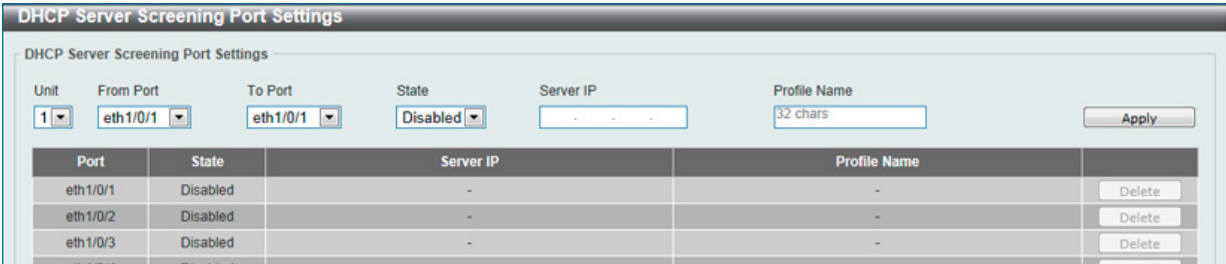 DHCP Server Screening Port Settings
DHCP Server Screening Port Settings
Unit From Port To Port State Server IP Profile Name
1 eth1/0/1 eth1/0/1 Disabled . . . 32 chars Apply
Port State Server IP Profile Name
eth1/0/1 Disabled - - Delete
eth1/0/2 Disabled - - Delete
eth1/0/3 Disabled - - Delete